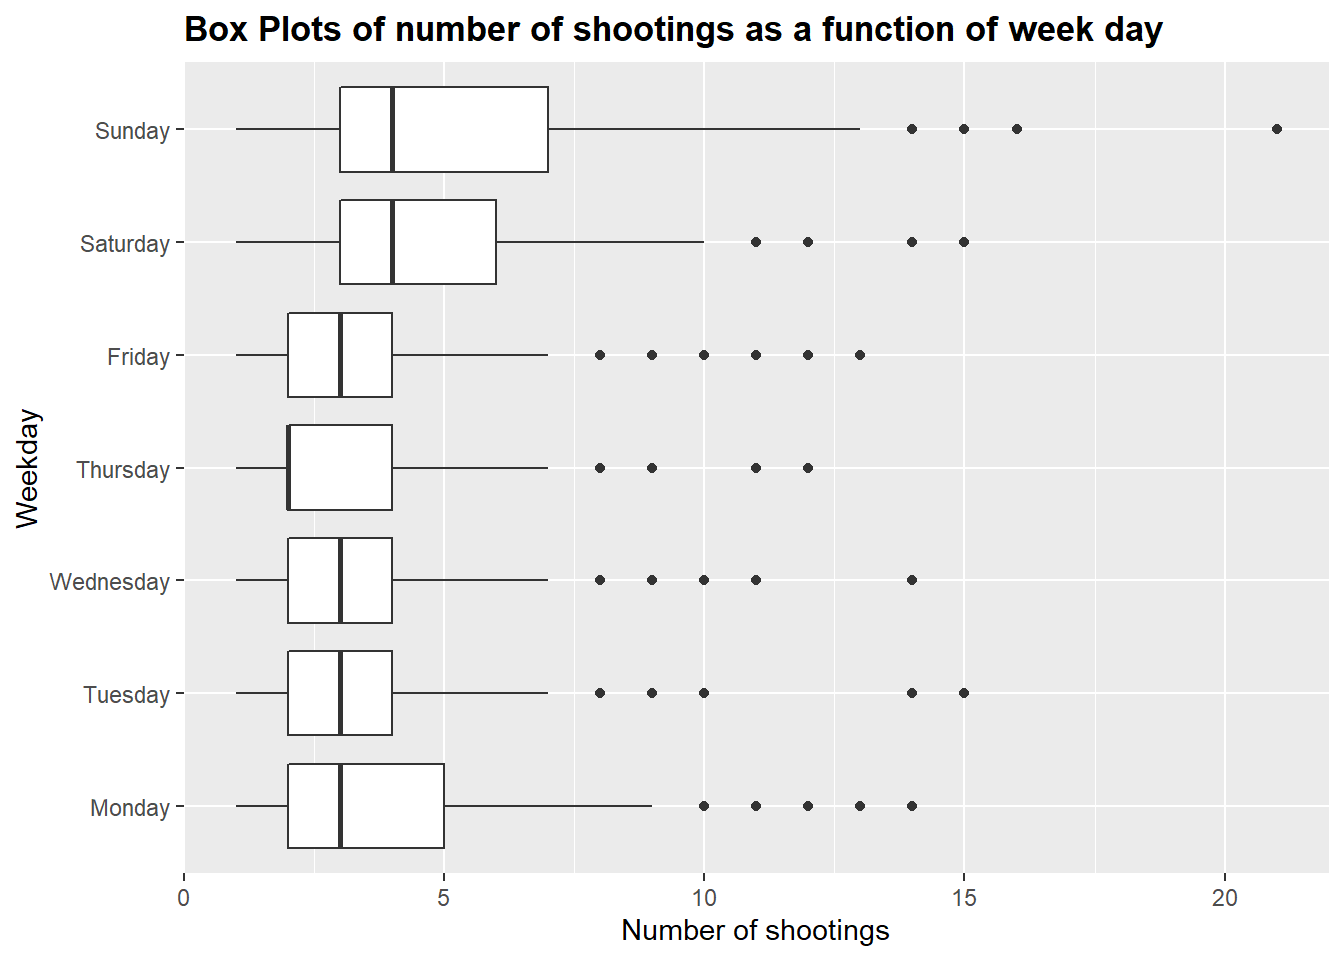 Box Plots of number of shootings as a function of week day
Weekday
Sunday
Saturday
Friday
Thursday
Wednesday
Tuesday
Monday
0 5 10 15 20
Number of shootings